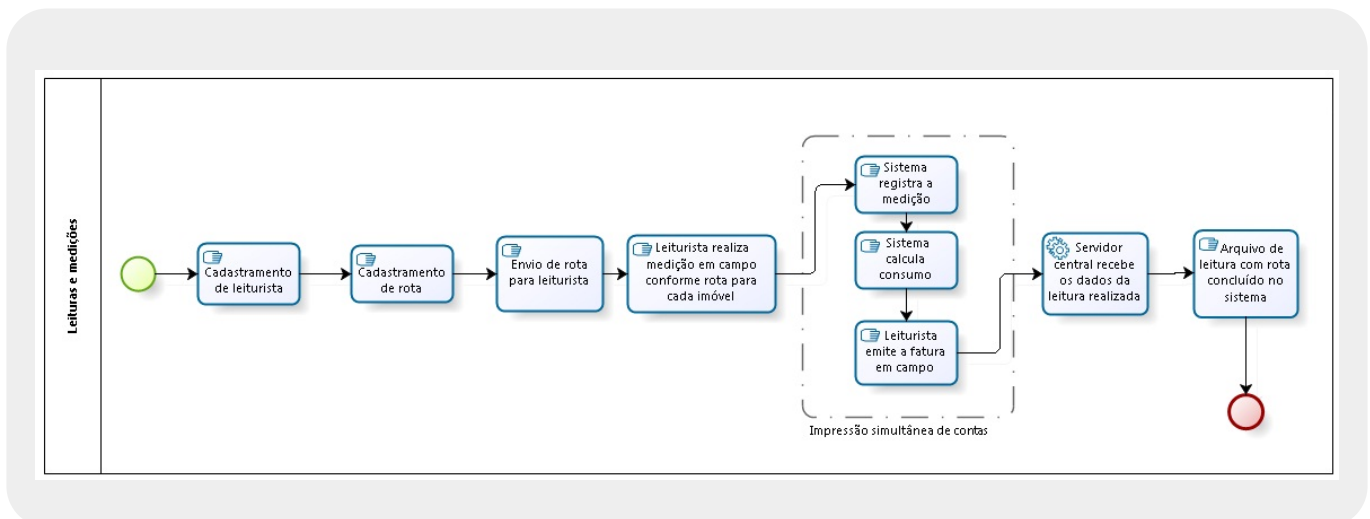 Leituras e medições
Cadastramento
de leiturista
Cadastramento
de rota
Envio de rota
para leiturista
Leiturista realiza
medição em campo
conforme rota para
cada imóvel
Sistema
registra a
medição
Sistema
calcula
consumo
Leiturista
emite a fatura
em campo
Impressão simultânea de contas
Servidor
central recebe
os dados da
leitura realizada
Arquivo de
leitura com rota
concluído no
sistema